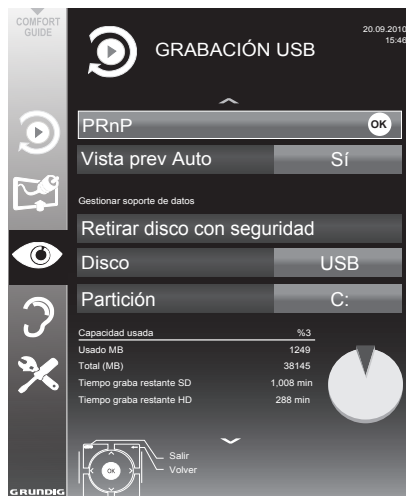 COMFORT
GUIDE
GRABACIÓN USB
20.09.2010
15:46
PRnP
OK
Vista prev Auto
Sí
Gestionar soporte de datos
Retirar disco con seguridad
Disco
USB
Partición
C:
Capacidad usada
%3
Usado MB
1249
Total (MB)
38145
Tiempo graba restante SD
1,008 min
Tiempo graba restante HD
288 min
OK
Salir
Volver
GRUNDIG